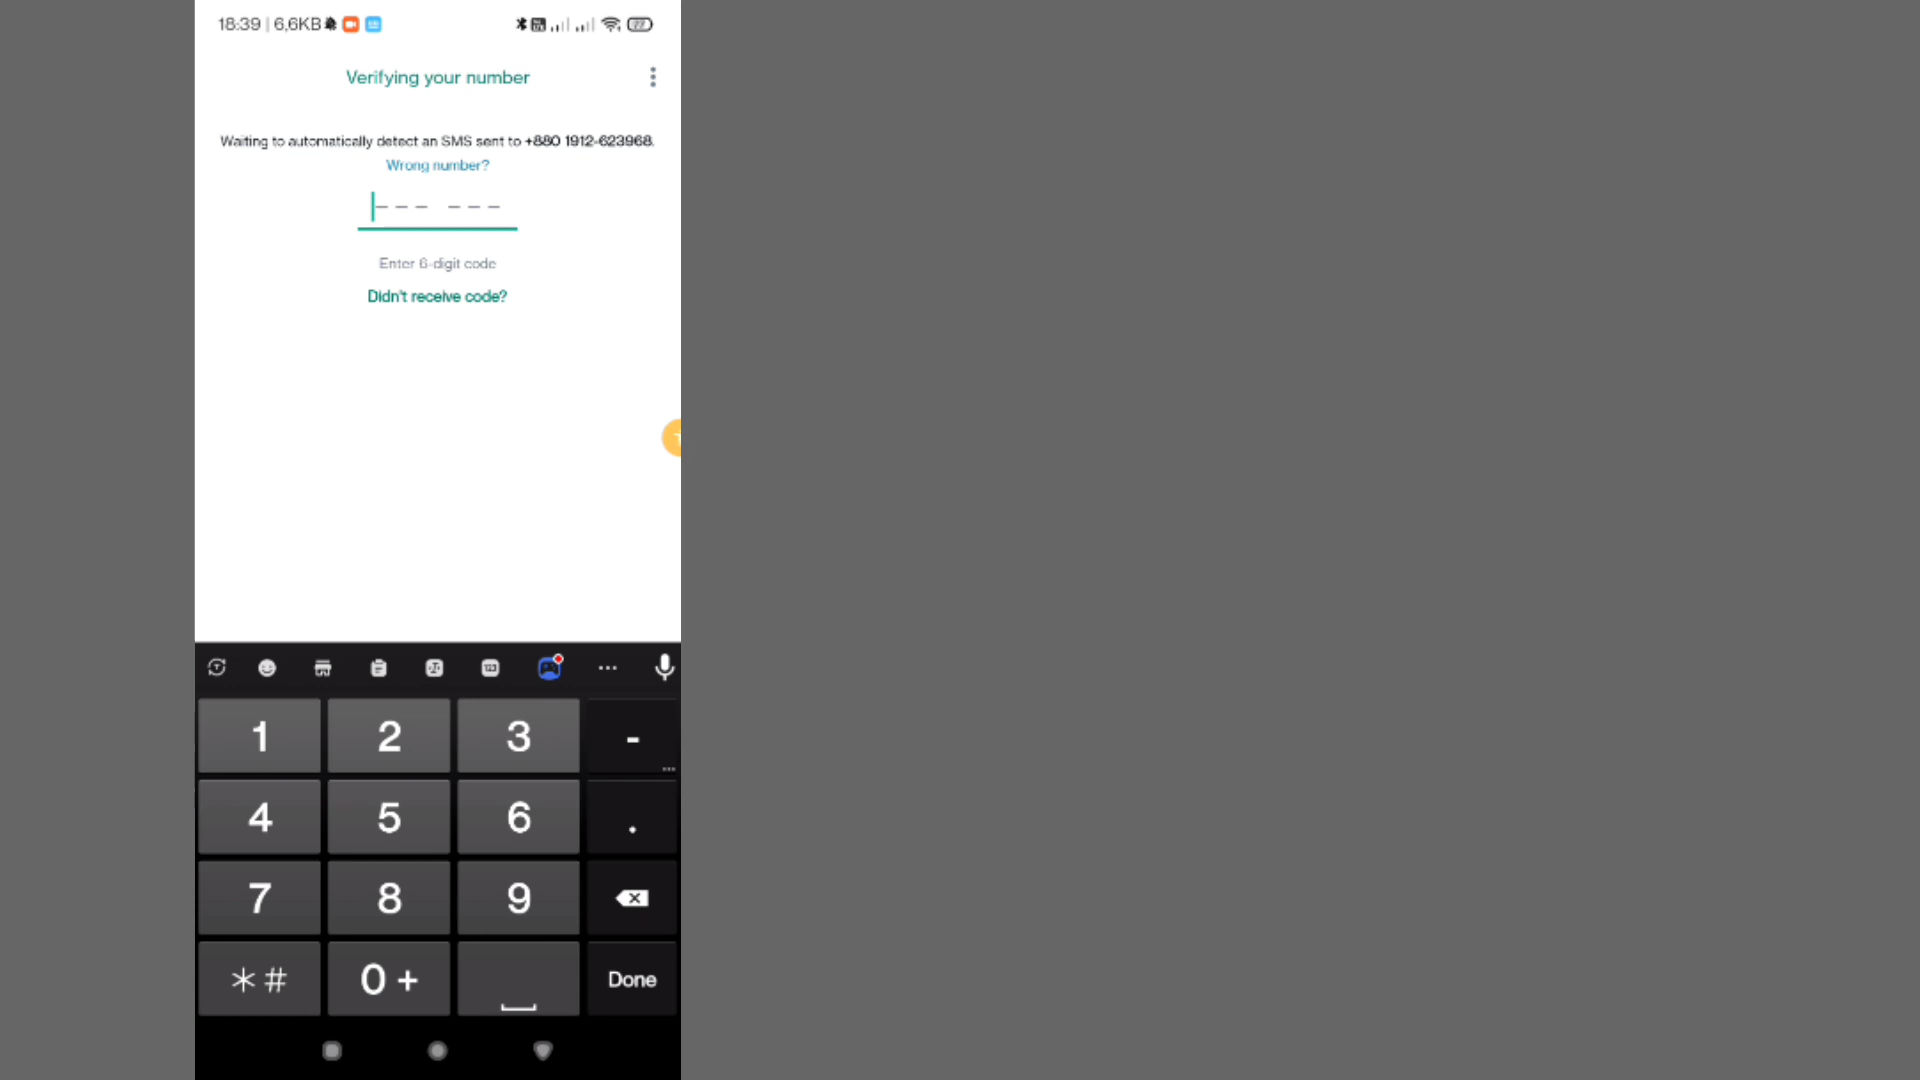 18:39 | 6,6KB
Verifying your number
Waiting to automatically detect an SMS sent to +880 1912-623968.
Wrong number?
Enter 6-digit code
Didn't receive code?
1 2 3 -
4 5 6 .
7 8 9
*# 0 + Done